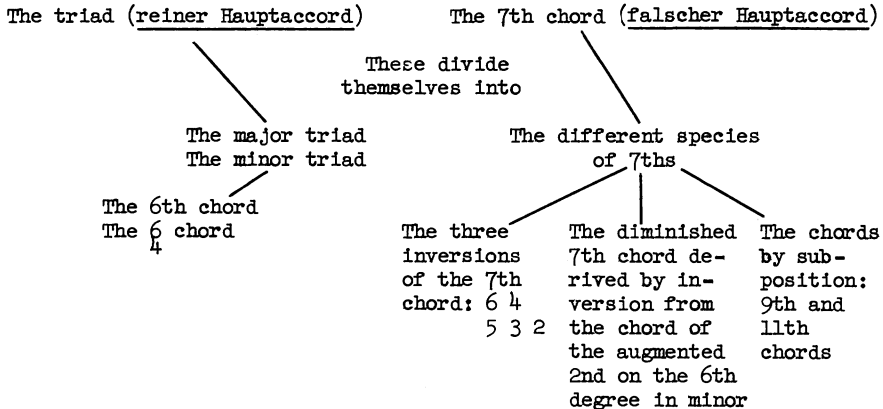 The triad (reiner Hauptaccord)
The 7th chord (falscher Hauptaccord)
These divide
themselves into
The major triad
The minor triad
The different species
of 7ths
The 6th chord
The 6 chord
4
The three
inversions
of the 7th
chord: 6 4
5 3 2
The diminished
7th chord de-
rived by in-
version from
the chord of
the augmented
2nd on the 6th
degree in minor
The chords
by sub-
position:
9th and
11th
chords